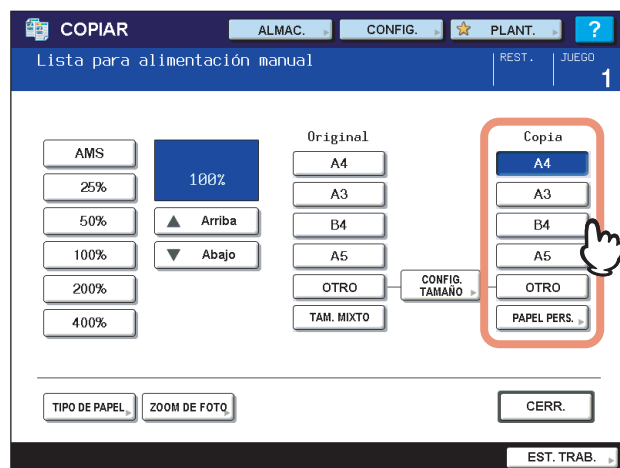 COPIAR
ALMAC.
CONFIG.
PLANT.
?
Lista para alimentación manual
REST.
JUEGO
1
AMS
25%
50%
100%
200%
400%
100%
Arriba
Abajo
Original
A4
A3
B4
A5
OTRO
TAM. MIXTO
CONFIG.
TAMAÑO
Copia
A4
A3
B4
A5
OTRO
PAPEL PERS.
TIPO DE PAPEL
ZOOM DE FOTO
CERR.
EST. TRAB.